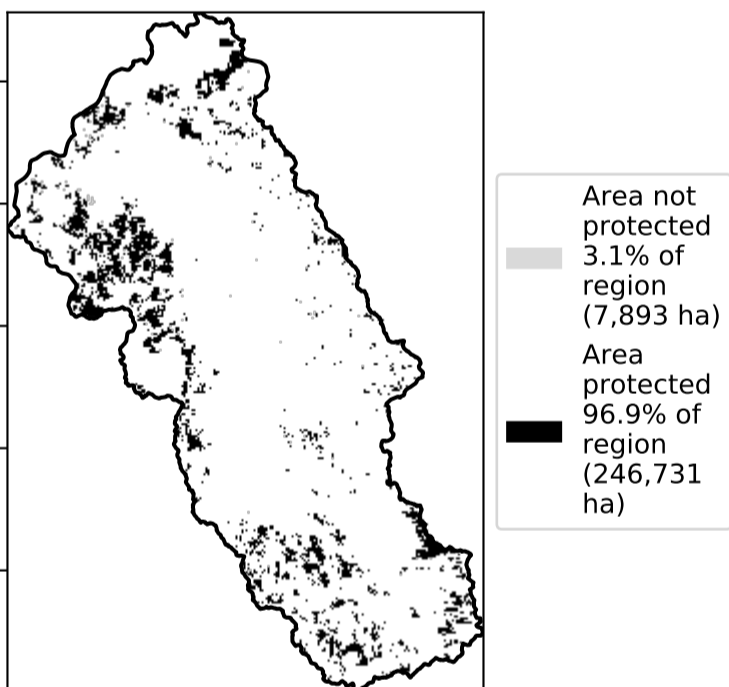 Area not
protected
3.1% of
region
(7,893 ha)
Area
protected
96.9% of
region
(246,731
ha)